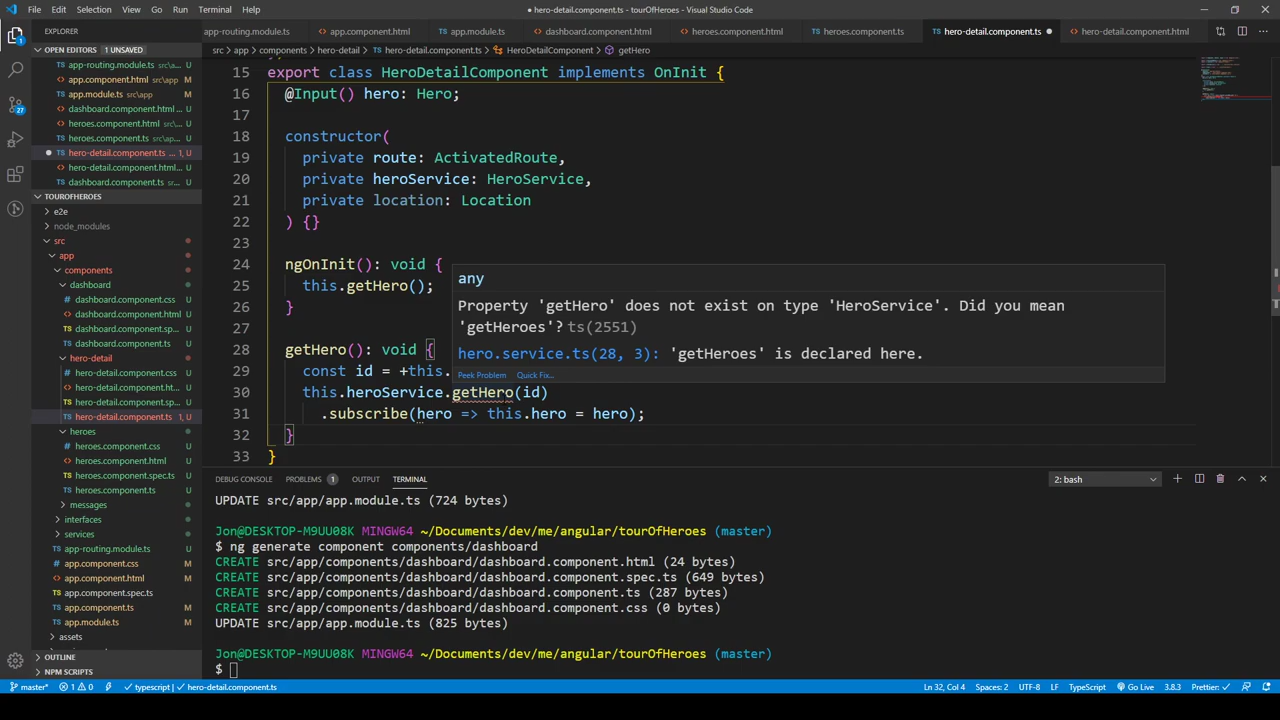 File Edit Selection View Go Run Terminal Help
● hero-detail.component.ts - tourOfHeroes - Visual Studio Code
EXPLORER
OPEN EDITORS 1 UNSAVED
app-routing.module.ts src\a...
app.component.html src\app
app.module.ts src\app
dashboard.component.html ...
heroes.component.html src\...
heroes.component.ts src\ap...
hero-detail.component.ts ... 1, U
hero-detail.component.html... U
dashboard.component.ts sr... U
TOUROFHEROES
e2e
node_modules
src
app
components
dashboard
dashboard.component.css U
dashboard.component.html U
dashboard.component.sp... U
dashboard.component.ts U
hero-detail
hero-detail.component.css U
hero-detail.component.ht... U
hero-detail.component.sp... U
hero-detail.component.ts 1, U
heroes
heroes.component.css U
heroes.component.html U
heroes.component.spec.ts U
heroes.component.ts U
messages
interfaces
services
app-routing.module.ts U
app.component.css M
app.component.html M
app.component.spec.ts
app.component.ts M
app.module.ts M
assets
OUTLINE
NPM SCRIPTS
app-routing.module.ts app.component.html app.module.ts dashboard.component.html heroes.component.html heroes.component.ts hero-detail.component.ts ● hero-detail.component.html
src > app > components > hero-detail > hero-detail.component.ts > HeroDetailComponent > getHero
15 export class HeroDetailComponent implements OnInit {
16 @Input() hero: Hero;
17
18 constructor(
19 private route: ActivatedRoute,
20 private heroService: HeroService,
21 private location: Location
22 ) {}
23
24 ngOnInit(): void {
25 this.getHero();
26 }
27
28 getHero(): void {
29 const id = +this.
30 this.heroService.getHero(id)
31 .subscribe(hero => this.hero = hero);
32 }
33 }
any
Property 'getHero' does not exist on type 'HeroService'. Did you mean
'getHeroes'? ts(2551)
hero.service.ts(28, 3): 'getHeroes' is declared here.
Peek Problem Quick Fix...
DEBUG CONSOLE PROBLEMS 1 OUTPUT TERMINAL 2: bash
UPDATE src/app/app.module.ts (724 bytes)
Jon@DESKTOP-M9UU08K MINGW64 ~/Documents/dev/me/angular/tourOfHeroes (master)
$ ng generate component components/dashboard
CREATE src/app/components/dashboard/dashboard.component.html (24 bytes)
CREATE src/app/components/dashboard/dashboard.component.spec.ts (649 bytes)
CREATE src/app/components/dashboard/dashboard.component.ts (287 bytes)
CREATE src/app/components/dashboard/dashboard.component.css (0 bytes)
UPDATE src/app/app.module.ts (825 bytes)
Jon@DESKTOP-M9UU08K MINGW64 ~/Documents/dev/me/angular/tourOfHeroes (master)
$
master* 1 0 typescript | hero-detail.component.ts Ln 32, Col 4 Spaces: 2 UTF-8 LF TypeScript Go Live 3.8.3 Prettier: ✓